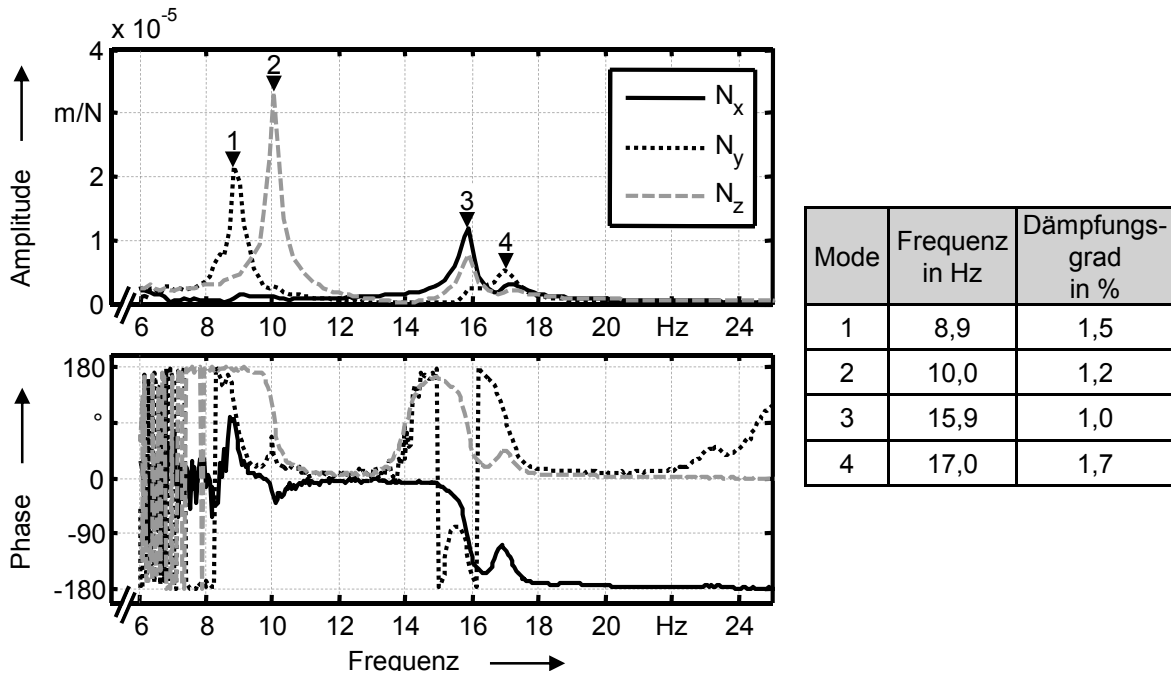 x 10^-5
4
m/N
2
1
0
Amplitude
1
2
3
4
N_x
N_y
N_z
6 8 10 12 14 16 18 20 Hz 24
180
°
0
-90
-180
Phase
6 8 10 12 14 16 18 20 Hz 24
Frequenz
Mode Frequenz in Hz Dämpfungs-grad in %
1 8,9 1,5
2 10,0 1,2
3 15,9 1,0
4 17,0 1,7